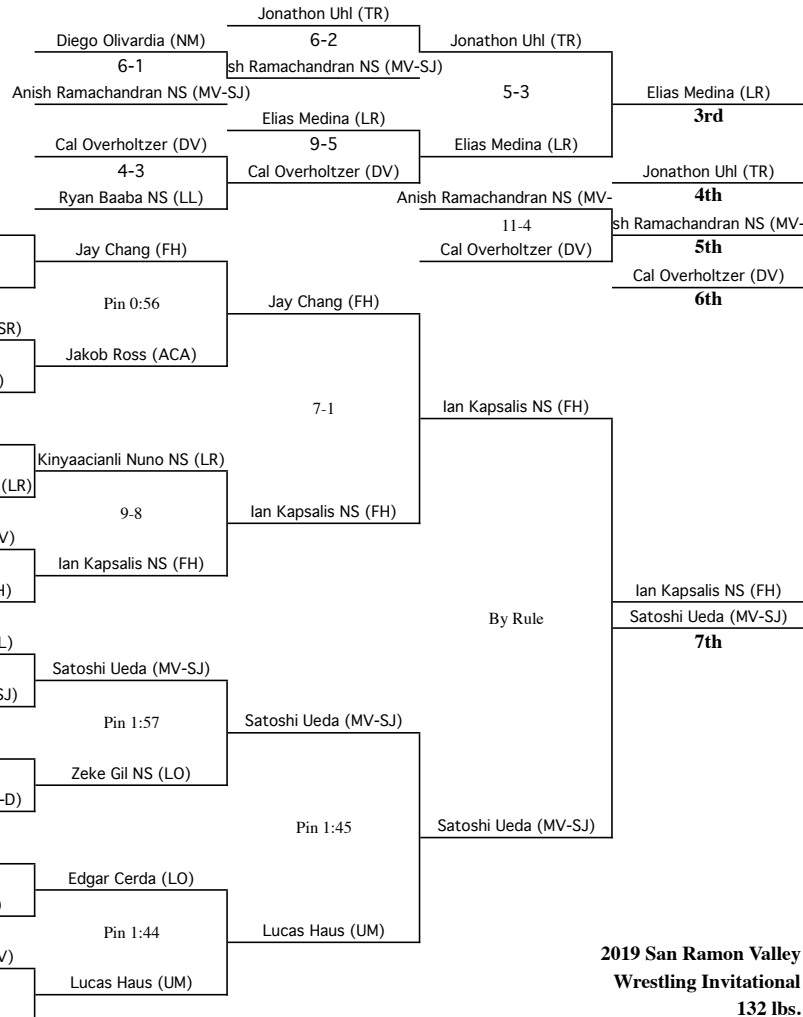 Jonathon Uhl (TR)
Diego Olivardia (NM)
6-2
Jonathon Uhl (TR)
6-1
sh Ramachandran NS (MV-SJ)
Anish Ramachandran NS (MV-SJ)
5-3
Elias Medina (LR)
3rd
Elias Medina (LR)
Cal Overholtzer (DV)
9-5
Elias Medina (LR)
4-3
Cal Overholtzer (DV)
Jonathon Uhl (TR)
Ryan Baaba NS (LL)
Anish Ramachandran NS (MV-
4th
11-4
sh Ramachandran NS (MV-
Jay Chang (FH)
Cal Overholtzer (DV)
5th
Cal Overholtzer (DV)
Pin 0:56
Jay Chang (FH)
6th
SR)
Jakob Ross (ACA)
)
7-1
Ian Kapsalis NS (FH)
Kinyaacianli Nuno NS (LR)
(LR)
9-8
Ian Kapsalis NS (FH)
V)
Ian Kapsalis NS (FH)
H)
Ian Kapsalis NS (FH)
By Rule
Satoshi Ueda (MV-SJ)
7th
L)
Satoshi Ueda (MV-SJ)
SJ)
Pin 1:57
Satoshi Ueda (MV-SJ)
Zeke Gil NS (LO)
-D)
Pin 1:45
Satoshi Ueda (MV-SJ)
Edgar Cerda (LO)
)
Pin 1:44
Lucas Haus (UM)
V)
Lucas Haus (UM)
2019 San Ramon Valley
Wrestling Invitational
132 lbs.